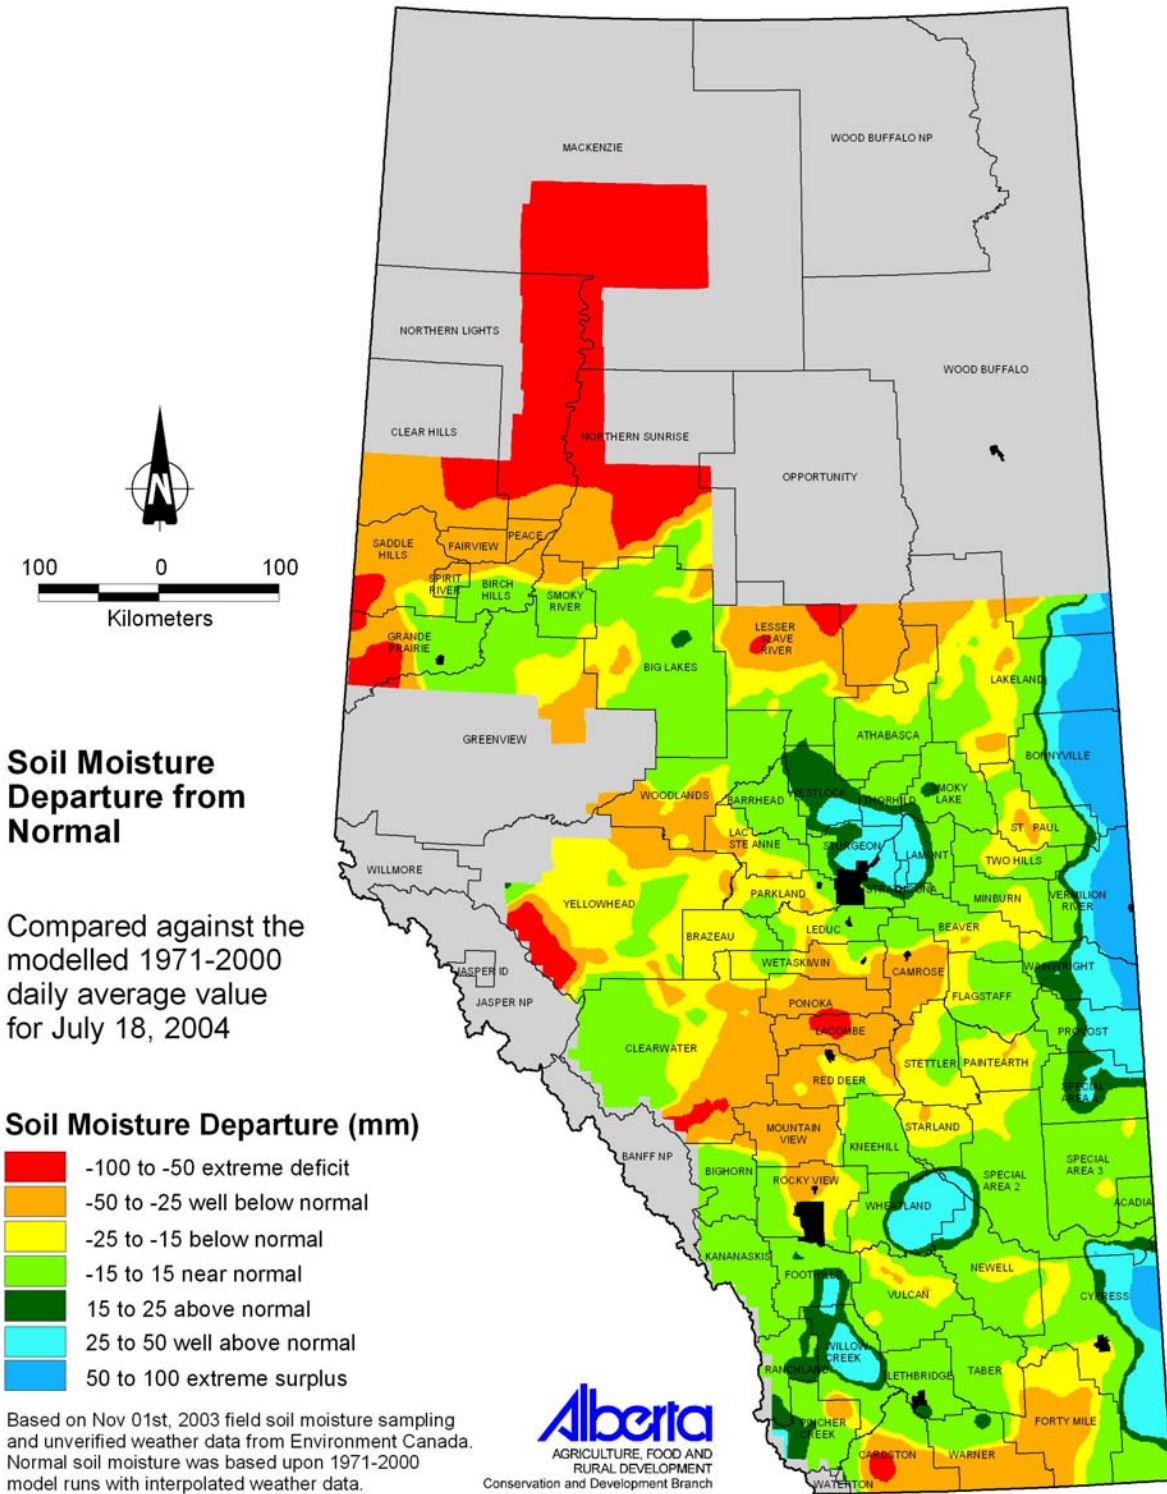 MACKENZIE
WOOD BUFFALO NP
NORTHERN LIGHTS
WOOD BUFFALO
CLEAR HILLS
NORTHERN SUNRISE
OPPORTUNITY
N
SADDLE
HILLS
FAIRVIEW
PEACE
SPIRIT
RIVER
BIRCH
HILLS
SMOKY
RIVER
100 0 100
Kilometers
GRANDE
PRAIRIE
BIG LAKES
LESSER
SLAVE
RIVER
LAKELAND
GREENVIEW
ATHABASCA
BONNYVILLE
Soil Moisture
Departure from
Normal
WOODLANDS
BARRHEAD
WESTLOCK
THORHILD
SMOKY
LAKE
LAC
STE ANNE
STURGEON
LAMONT
ST. PAUL
TWO HILLS
WILLMORE
YELLOWHEAD
PARKLAND
STRATHCONA
MINBURN
VERMILION
RIVER
Compared against the
modelled 1971-2000
daily average value
for July 18, 2004
BRAZEAU
LEDUC
BEAVER
WETASKIWIN
CAMROSE
WAINWRIGHT
JASPER ID
JASPER NP
PONOKA
FLAGSTAFF
CLEARWATER
LACOMBE
PROVOST
STETTLER
PAINTEARTH
RED DEER
SPECIAL
AREA 4
Soil Moisture Departure (mm)
-100 to -50 extreme deficit
-50 to -25 well below normal
-25 to -15 below normal
-15 to 15 near normal
15 to 25 above normal
25 to 50 well above normal
50 to 100 extreme surplus
MOUNTAIN
VIEW
STARLAND
KNEEHILL
BANFF NP
BIGHORN
ROCKY VIEW
SPECIAL
AREA 2
SPECIAL
AREA 3
WHEATLAND
ACADIA
KANANASKIS
FOOTHILLS
NEWELL
VULCAN
CYPRESS
WILLOW
CREEK
RANCHLAND
LETHBRIDGE
TABER
PINCHER
CREEK
FORTY MILE
CARDSTON
WARNER
WATERTON
Based on Nov 01st, 2003 field soil moisture sampling
and unverified weather data from Environment Canada.
Normal soil moisture was based upon 1971-2000
model runs with interpolated weather data.
Alberta
AGRICULTURE, FOOD AND
RURAL DEVELOPMENT
Conservation and Development Branch